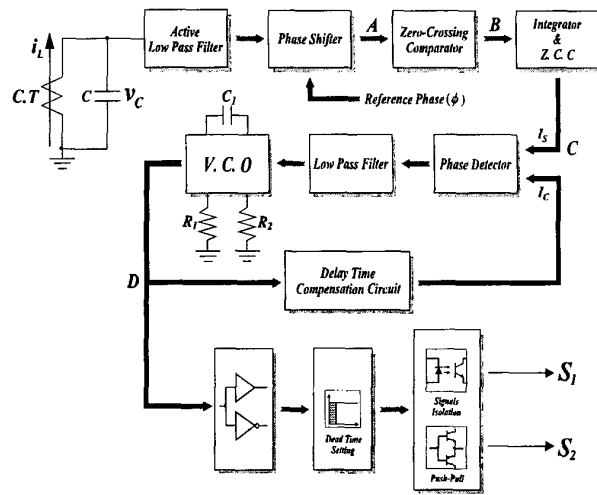 i_L
C.T
C
v_C
Active
Low Pass Filter
Phase Shifter
A
Zero-Crossing
Comparator
B
Integrator
&
Z. C. C
Reference Phase (ϕ)
C_1
V. C. O
Low Pass Filter
Phase Detector
I_S
C
I_C
R_1
R_2
D
Delay Time
Compensation Circuit
Dead Time
Setting
Signals
Isolation
Push-Pull
S_1
S_2